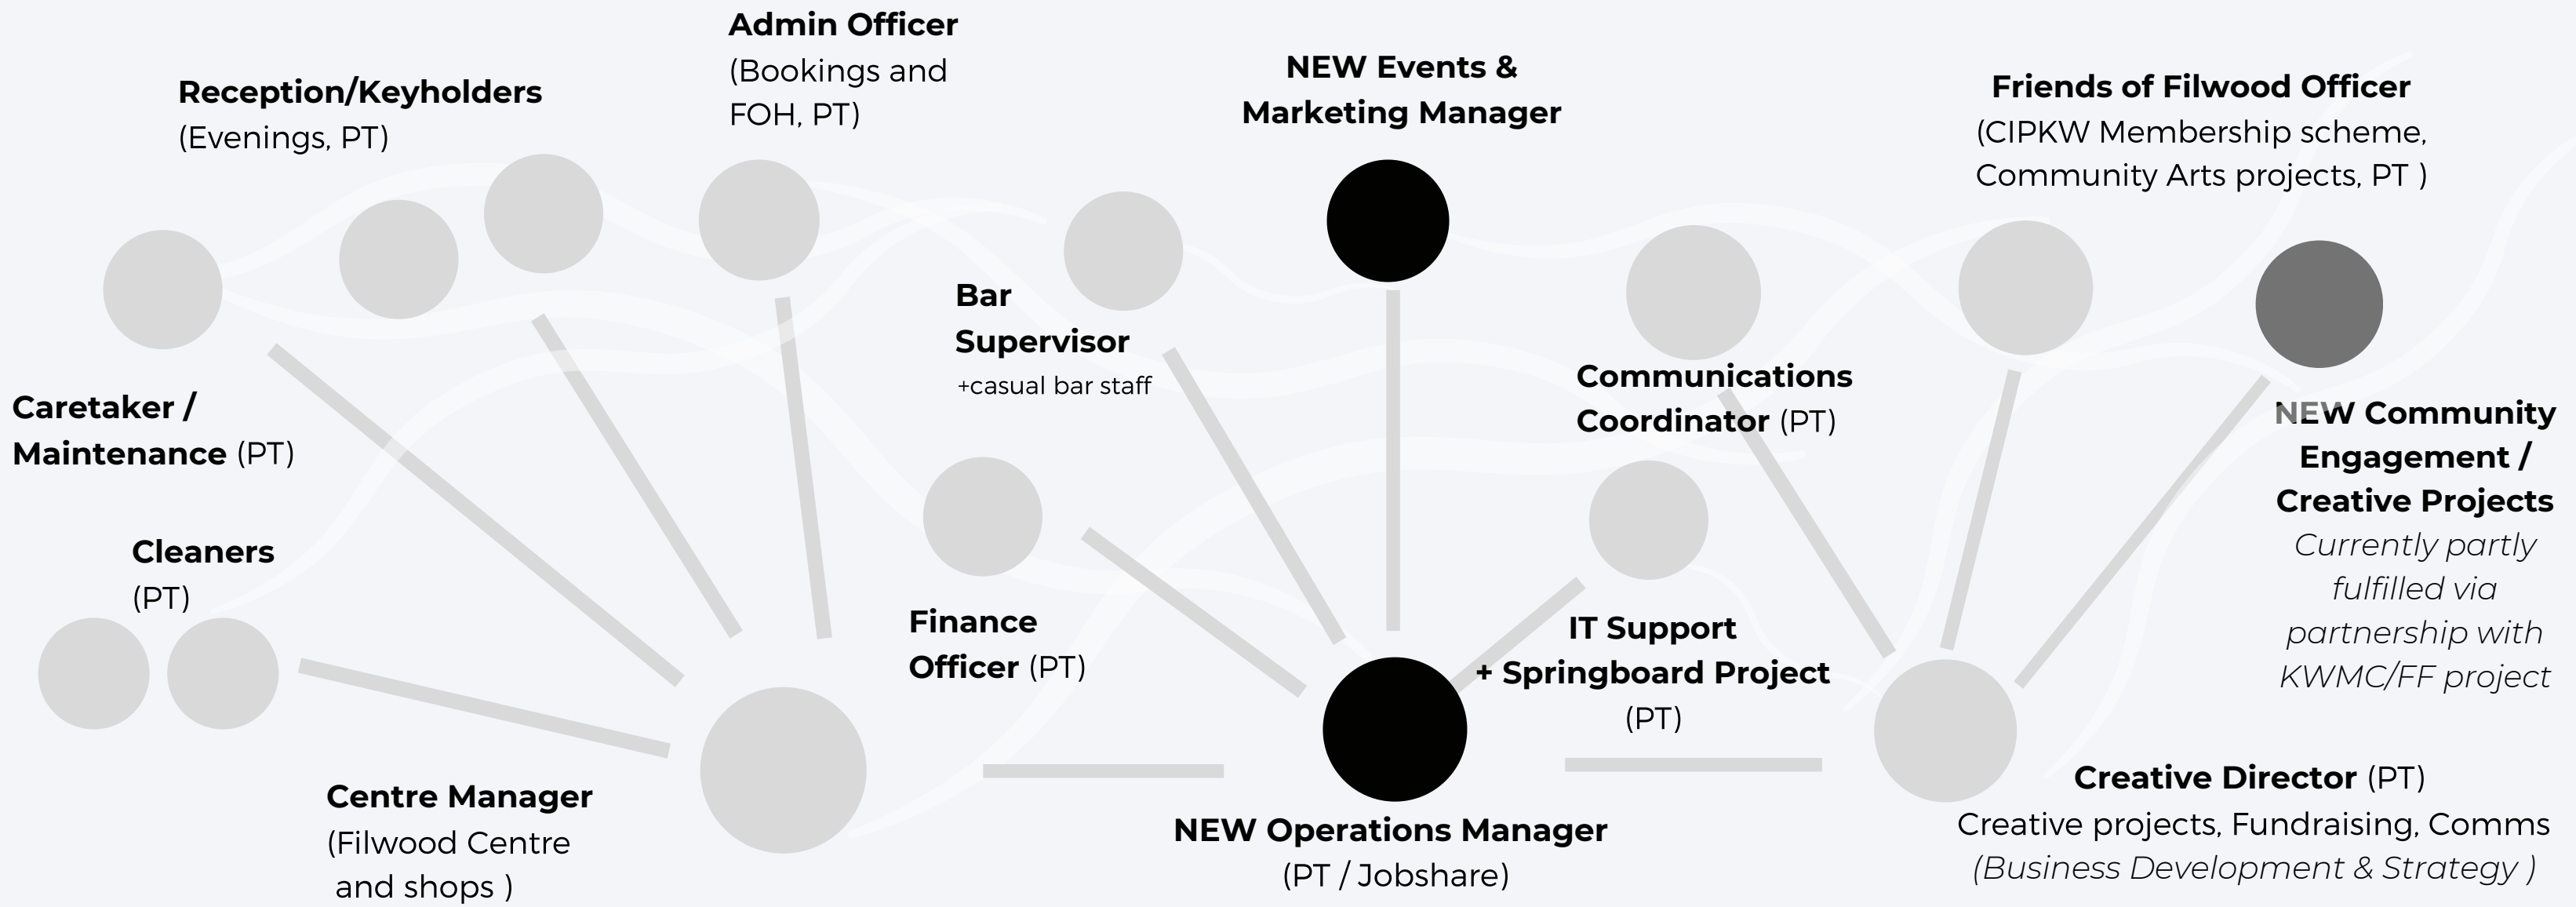 Admin Officer
(Bookings and
FOH, PT)
Reception/Keyholders
(Evenings, PT)
NEW Events &
Marketing Manager
Friends of Filwood Officer
(CIPKW Membership scheme,
Community Arts projects, PT )
Bar
Supervisor
+casual bar staff
Communications
Coordinator (PT)
Caretaker /
Maintenance (PT)
NEW Community
Engagement /
Creative Projects
Currently partly
fulfilled via
partnership with
KWMC/FF project
Cleaners
(PT)
Finance
Officer (PT)
IT Support
+ Springboard Project
(PT)
Centre Manager
(Filwood Centre
and shops )
NEW Operations Manager
(PT / Jobshare)
Creative Director (PT)
Creative projects, Fundraising, Comms
(Business Development & Strategy )